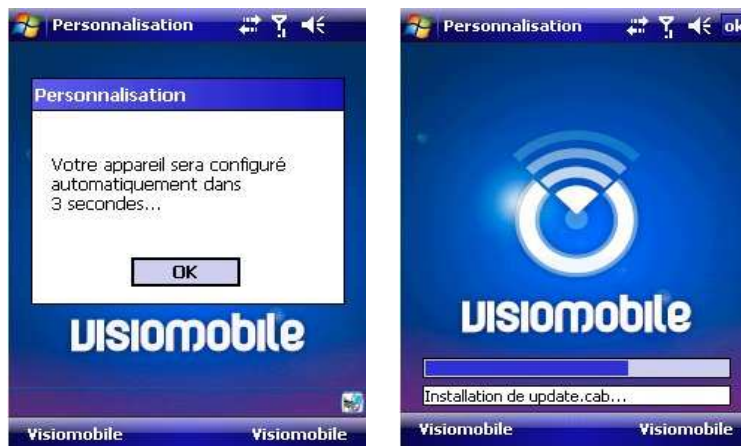 Personnalisation
Personnalisation
Votre appareil sera configuré
automatiquement dans
3 secondes...
OK
VISIOMOBILE
Visiomobile Visiomobile
Personnalisation ok
VISIOMOBILE
Installation de update.cab...
Visiomobile Visiomobile